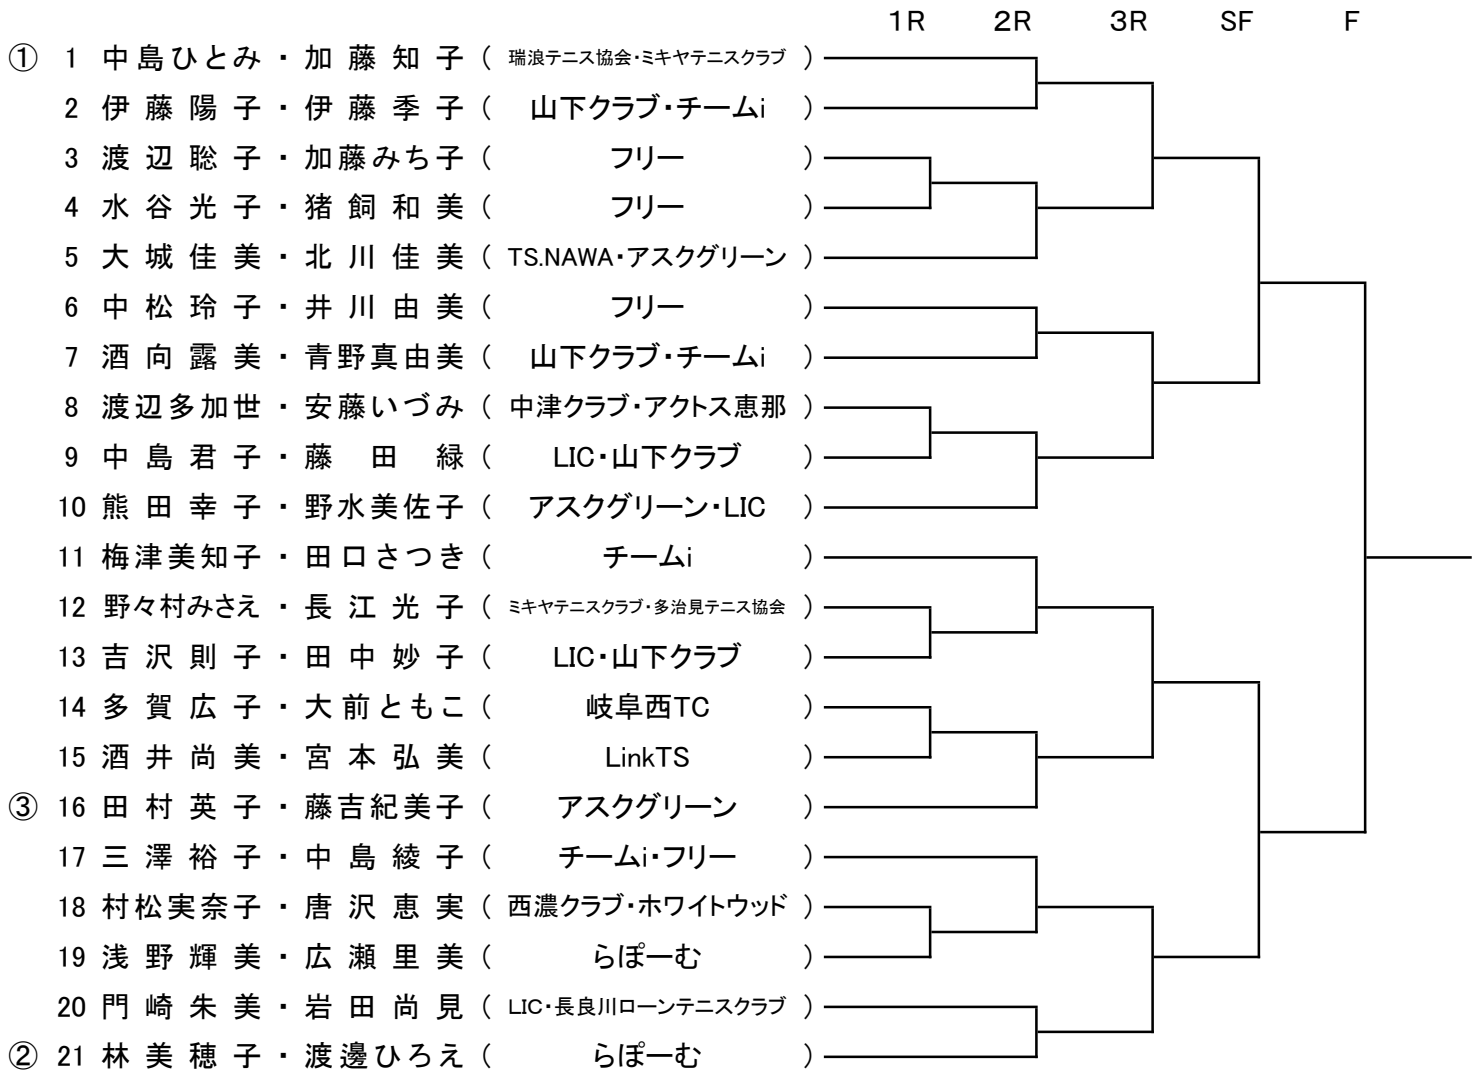 1R 2R 3R SF F
① 1 中島ひとみ・加藤知子（瑞浪テニス協会・ミキヤテニスクラブ）
2 伊藤陽子・伊藤季子（山下クラブ・チームi）
3 渡辺聡子・加藤みち子（フリー）
4 水谷光子・猪飼和美（フリー）
5 大城佳美・北川佳美（TS.NAWA・アスクグリーン）
6 中松玲子・井川由美（フリー）
7 酒向露美・青野真由美（山下クラブ・チームi）
8 渡辺多加世・安藤いづみ（中津クラブ・アクトス恵那）
9 中島君子・藤田緑（LIC・山下クラブ）
10 熊田幸子・野水美佐子（アスクグリーン・LIC）
11 梅津美知子・田口さつき（チームi）
12 野々村みさえ・長江光子（ミキヤテニスクラブ・多治見テニス協会）
13 吉沢則子・田中妙子（LIC・山下クラブ）
14 多賀広子・大前ともこ（岐阜西TC）
15 酒井尚美・宮本弘美（LinkTS）
③ 16 田村英子・藤吉紀美子（アスクグリーン）
17 三澤裕子・中島綾子（チームi・フリー）
18 村松実奈子・唐沢恵実（西濃クラブ・ホワイトウッド）
19 浅野輝美・広瀬里美（らぽーむ）
20 門崎朱美・岩田尚見（LIC・長良川ローンテニスクラブ）
② 21 林美穂子・渡邊ひろえ（らぽーむ）